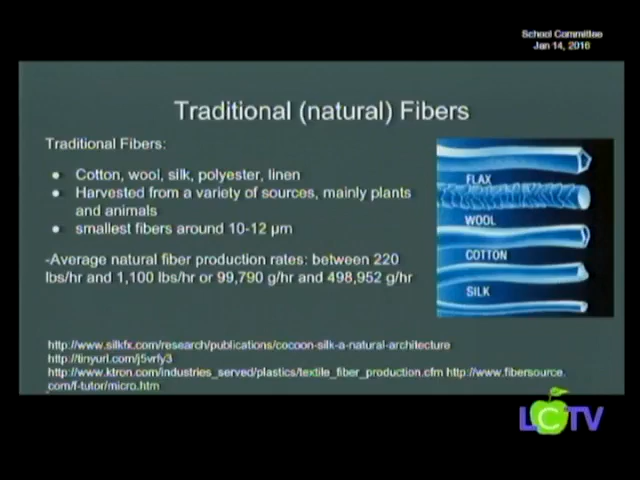 School Committee
Jan 14, 2016
Traditional (natural) Fibers
Traditional Fibers:
● Cotton, wool, silk, polyester, linen
● Harvested from a variety of sources, mainly plants
and animals
● smallest fibers around 10-12 μm
-Average natural fiber production rates: between 220
lbs/hr and 1,100 lbs/hr or 99,790 g/hr and 498,952 g/hr
FLAX
WOOL
COTTON
SILK
http://www.silkfx.com/research/publications/cocoon-silk-a-natural-architecture
http://tinyurl.com/j5vrfy3
http://www.ktron.com/industries_served/plastics/textile_fiber_production.cfm http://www.fibersource.
com/f-tutor/micro.htm
LCTV